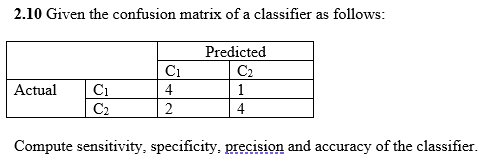 2.10 Given the confusion matrix of a classifier as follows:
Predicted
C1 C2
Actual C1 4 1
C2 2 4
Compute sensitivity, specificity, precision and accuracy of the classifier.